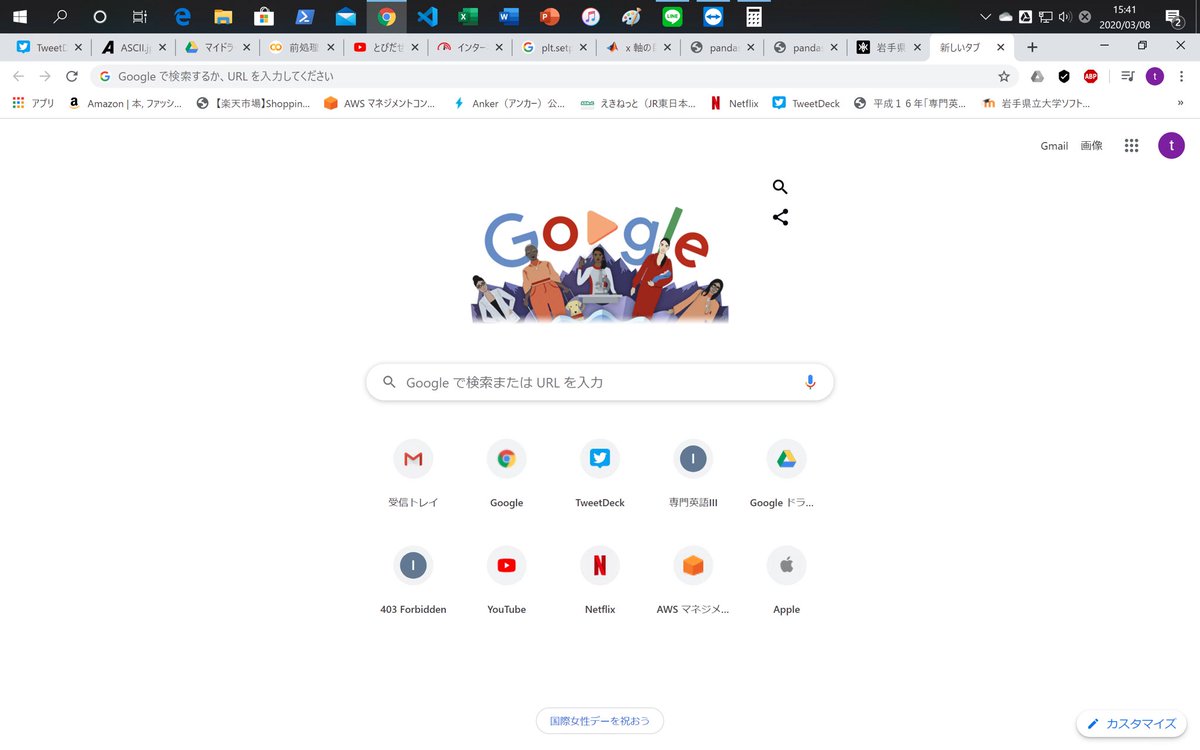 15:41
2020/03/08
2
TweetD
ASCII.j
マイドラ
前処理
とびだせ
インター
plt.setp
x 軸の目
panda
panda
岩手県
新しいタブ
Google で検索するか、URL を入力してください
ABP
t
アプリ
Amazon | 本, ファッシ...
【楽天市場】Shoppin...
AWS マネジメントコン...
Anker（アンカー）公...
えきねっと（JR東日本...
Netflix
TweetDeck
平成１６年「専門英...
岩手県立大学ソフト...
»
Gmail 画像
t
Google
Google で検索または URL を入力
受信トレイ
Google
TweetDeck
I
専門英語III
Google ドラ...
I
403 Forbidden
YouTube
Netflix
AWS マネジメ...
Apple
国際女性デーを祝おう
カスタマイズ